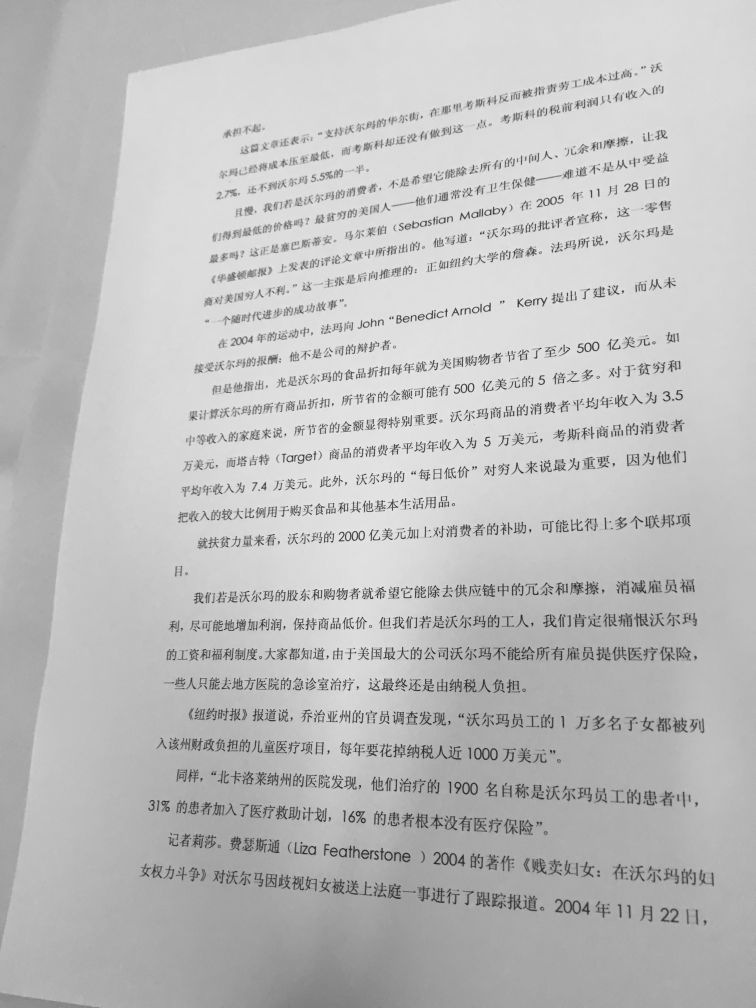 承担不起。
这篇文章还表示：“支持沃尔玛的华尔街，在那里考斯科反而被指责劳工成本过高。”沃
尔玛已经将成本压至最低，而考斯科却还没有做到这一点。考斯科的税前利润只有收入的
2.7%，还不到沃尔玛5.5%的一半。
且慢，我们若是沃尔玛的消费者，不是希望它能除去所有的中间人、冗余和摩擦，让我
们得到最低的价格吗？最贫穷的美国人——他们通常没有卫生保健——难道不是从中受益
最多吗？这正是塞巴斯蒂安。马尔莱伯（Sebastian Mallaby）在 2005 年 11 月 28 日的
《华盛顿邮报》上发表的评论文章中所指出的。他写道：“沃尔玛的批评者宣称，这一零售
商对美国穷人不利。”这一主张是后向推理的：正如纽约大学的詹森。法玛所说，沃尔玛是
“一个随时代进步的成功故事”。
在 2004 年的运动中，法玛向 John“Benedict Arnold ” Kerry 提出了建议，而从未
接受沃尔玛的报酬：他不是公司的辩护者。
但是他指出，光是沃尔玛的食品折扣每年就为美国购物者节省了至少 500 亿美元。如
果计算沃尔玛的所有商品折扣，所节省的金额可能有 500 亿美元的 5 倍之多。对于贫穷和
中等收入的家庭来说，所节省的金额显得特别重要。沃尔玛商品的消费者平均年收入为 3.5
万美元，而塔吉特（Target）商品的消费者平均年收入为 5 万美元，考斯科商品的消费者
平均年收入为 7.4 万美元。此外，沃尔玛的“每日低价”对穷人来说最为重要，因为他们
把收入的较大比例用于购买食品和其他基本生活用品。
就扶贫力量来看，沃尔玛的 2000 亿美元加上对消费者的补助，可能比得上多个联邦项
目。
我们若是沃尔玛的股东和购物者就希望它能除去供应链中的冗余和摩擦，消减雇员福
利，尽可能地增加利润，保持商品低价。但我们若是沃尔玛的工人，我们肯定很痛恨沃尔玛
的工资和福利制度。大家都知道，由于美国最大的公司沃尔玛不能给所有雇员提供医疗保险，
一些人只能去地方医院的急诊室治疗，这最终还是由纳税人负担。
《纽约时报》报道说，乔治亚州的官员调查发现，“沃尔玛员工的 1 万多名子女都被列
入该州财政负担的儿童医疗项目，每年要花掉纳税人近 1000 万美元”。
同样，“北卡洛莱纳州的医院发现，他们治疗的 1900 名自称是沃尔玛员工的患者中，
31% 的患者加入了医疗救助计划，16% 的患者根本没有医疗保险”。
记者莉莎。费瑟斯通（Liza Featherstone ）2004 的著作《贱卖妇女：在沃尔玛的妇
女权力斗争》对沃尔马因歧视妇女被送上法庭一事进行了跟踪报道。2004 年 11 月 22 日，